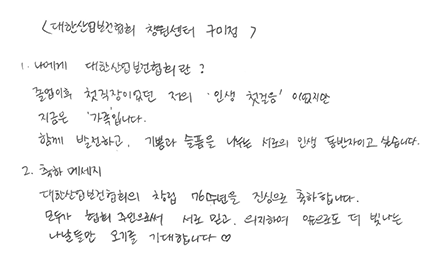 < 대한산업보건협회 창원센터 구미점 >
1. 나에게 대한산업보건협회란?
졸업이후 첫직장이었던 저의 '인생 첫걸음' 이었지만
지금은 '가족'입니다.
함께 발전하고, 기쁨과 슬픔을 나누는 서로의 인생 동반자이고 싶습니다.
2. 축하 메세지
대한산업보건협회의 창립 60주년을 진심으로 축하합니다.
모두가 협회 주인으로써 서로 믿고, 의지하며 앞으로도 더 빛나는
나날들만 오기를 기대합니다 ♡